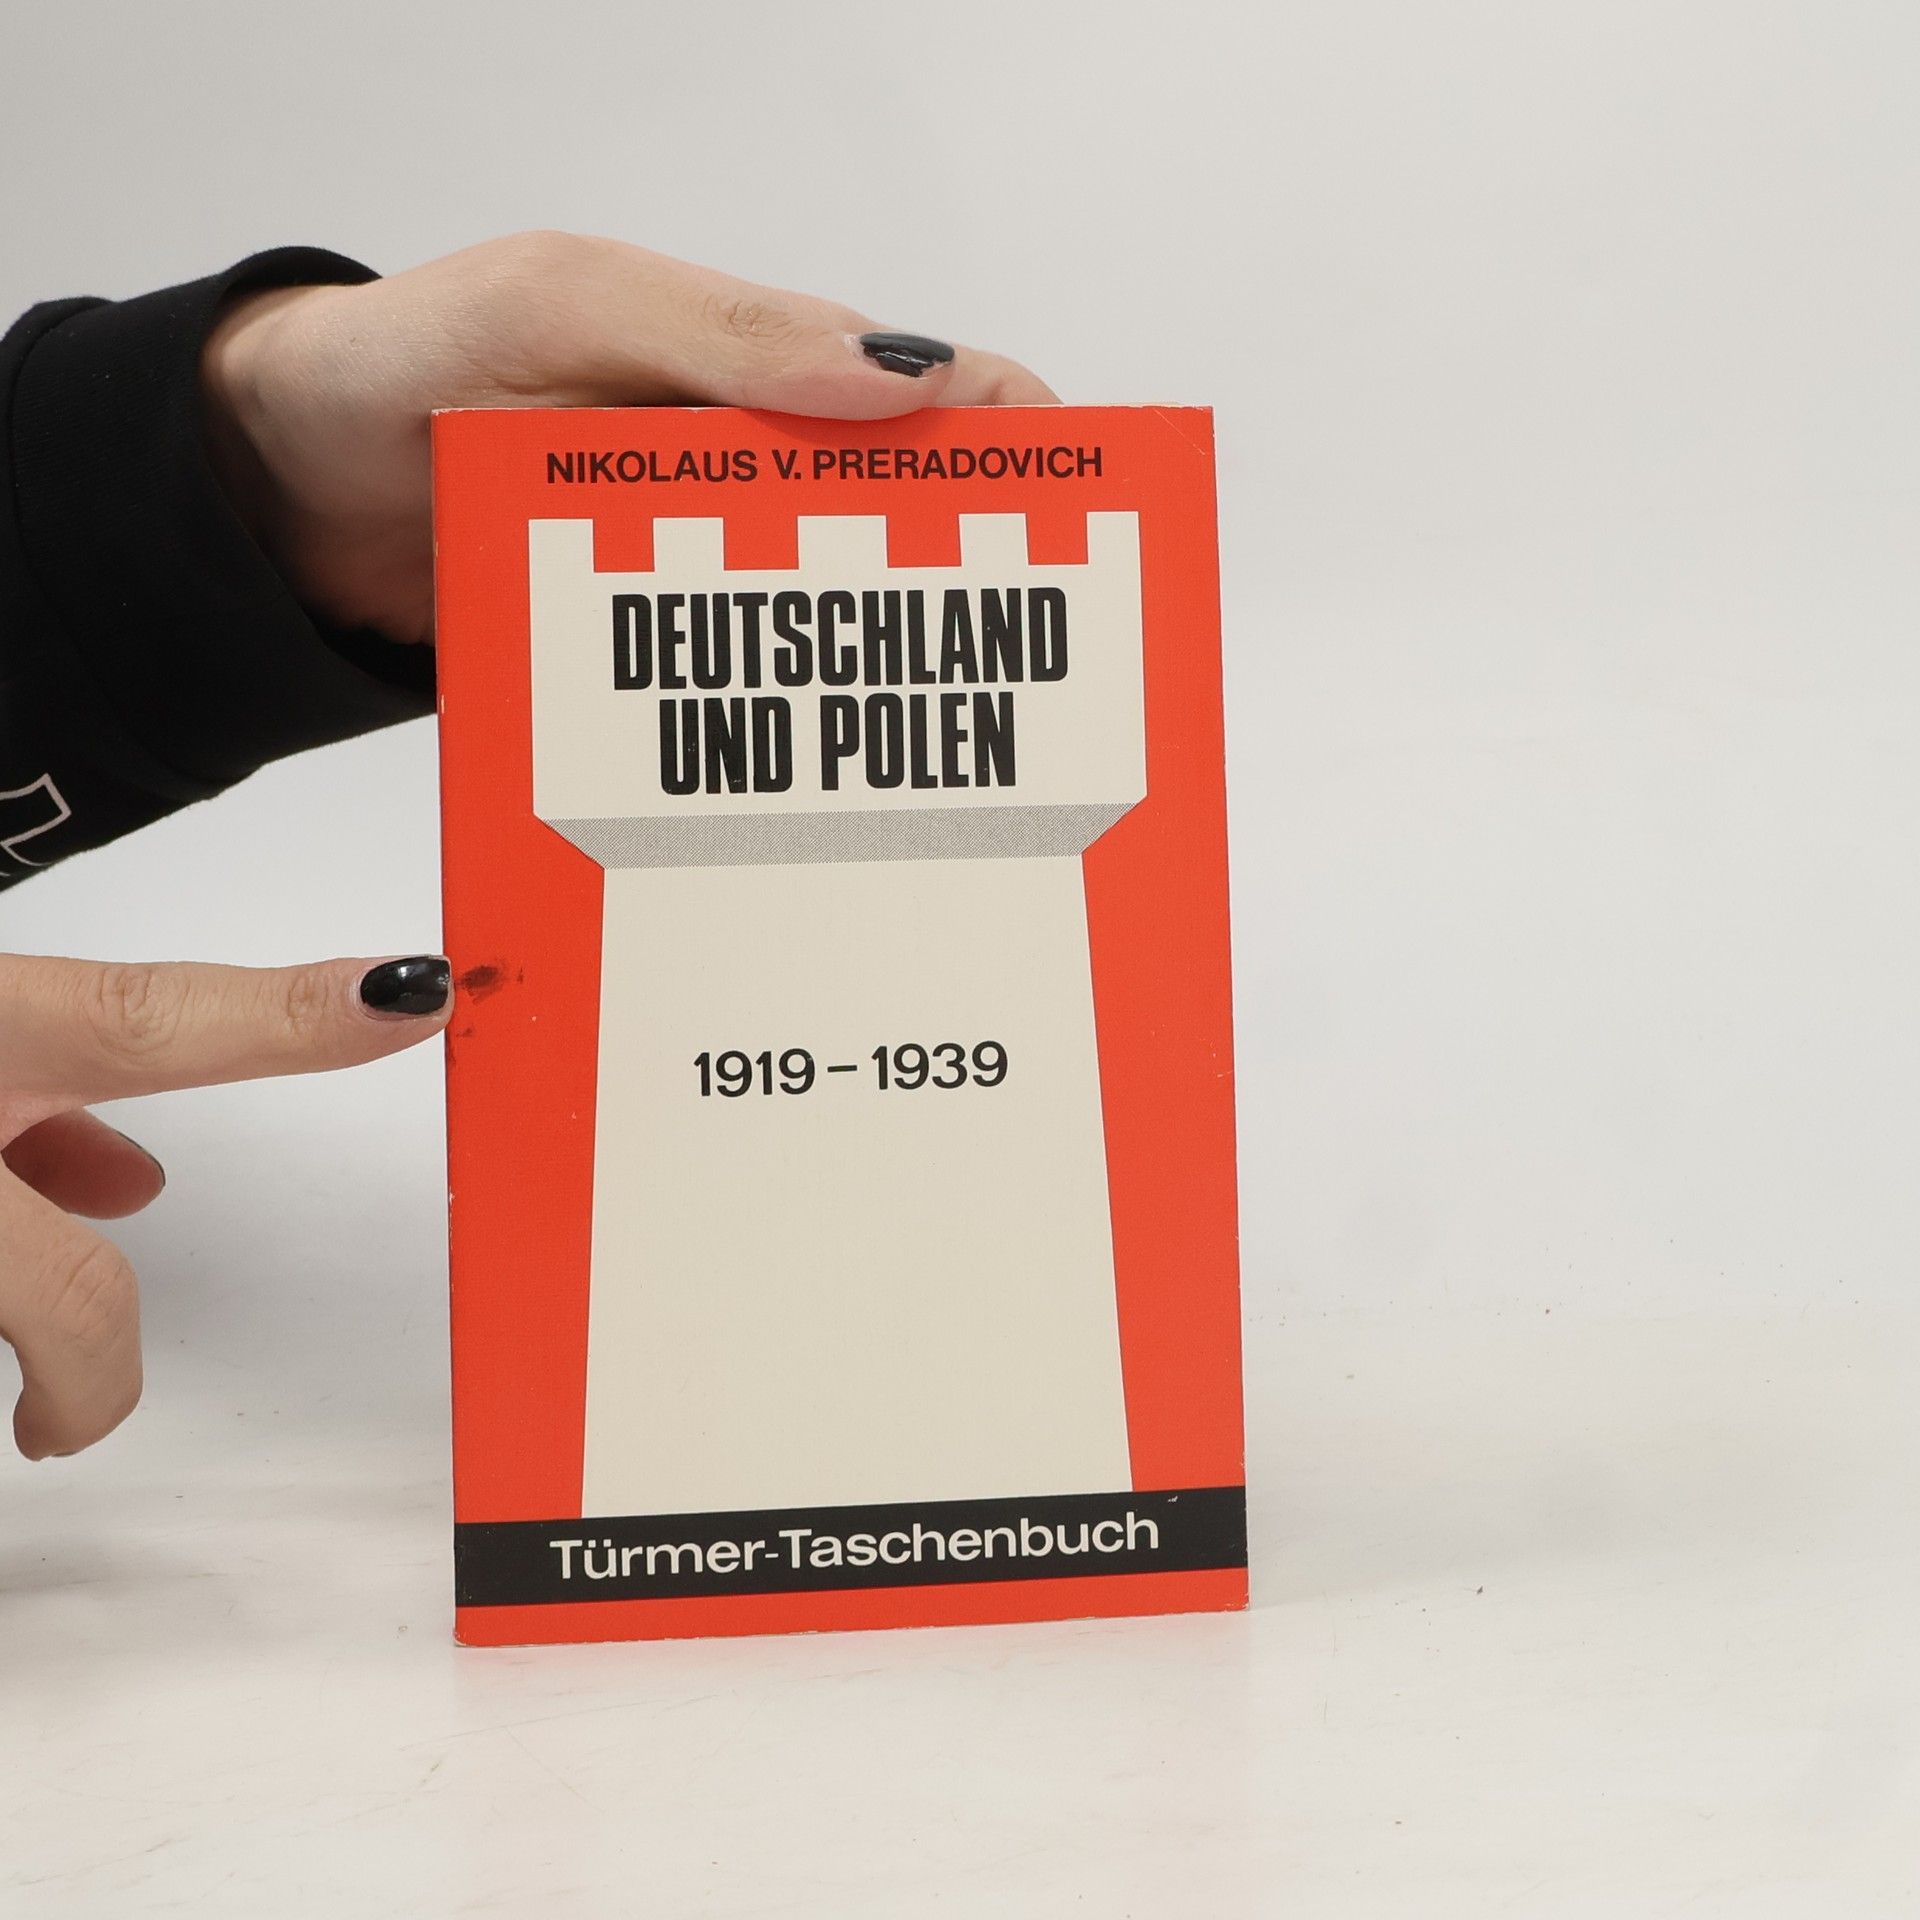 NIKOLAUS V. PRERADOVICH
DEUTSCHLAND
UND POLEN
1919 – 1939
Türmer-Taschenbuch